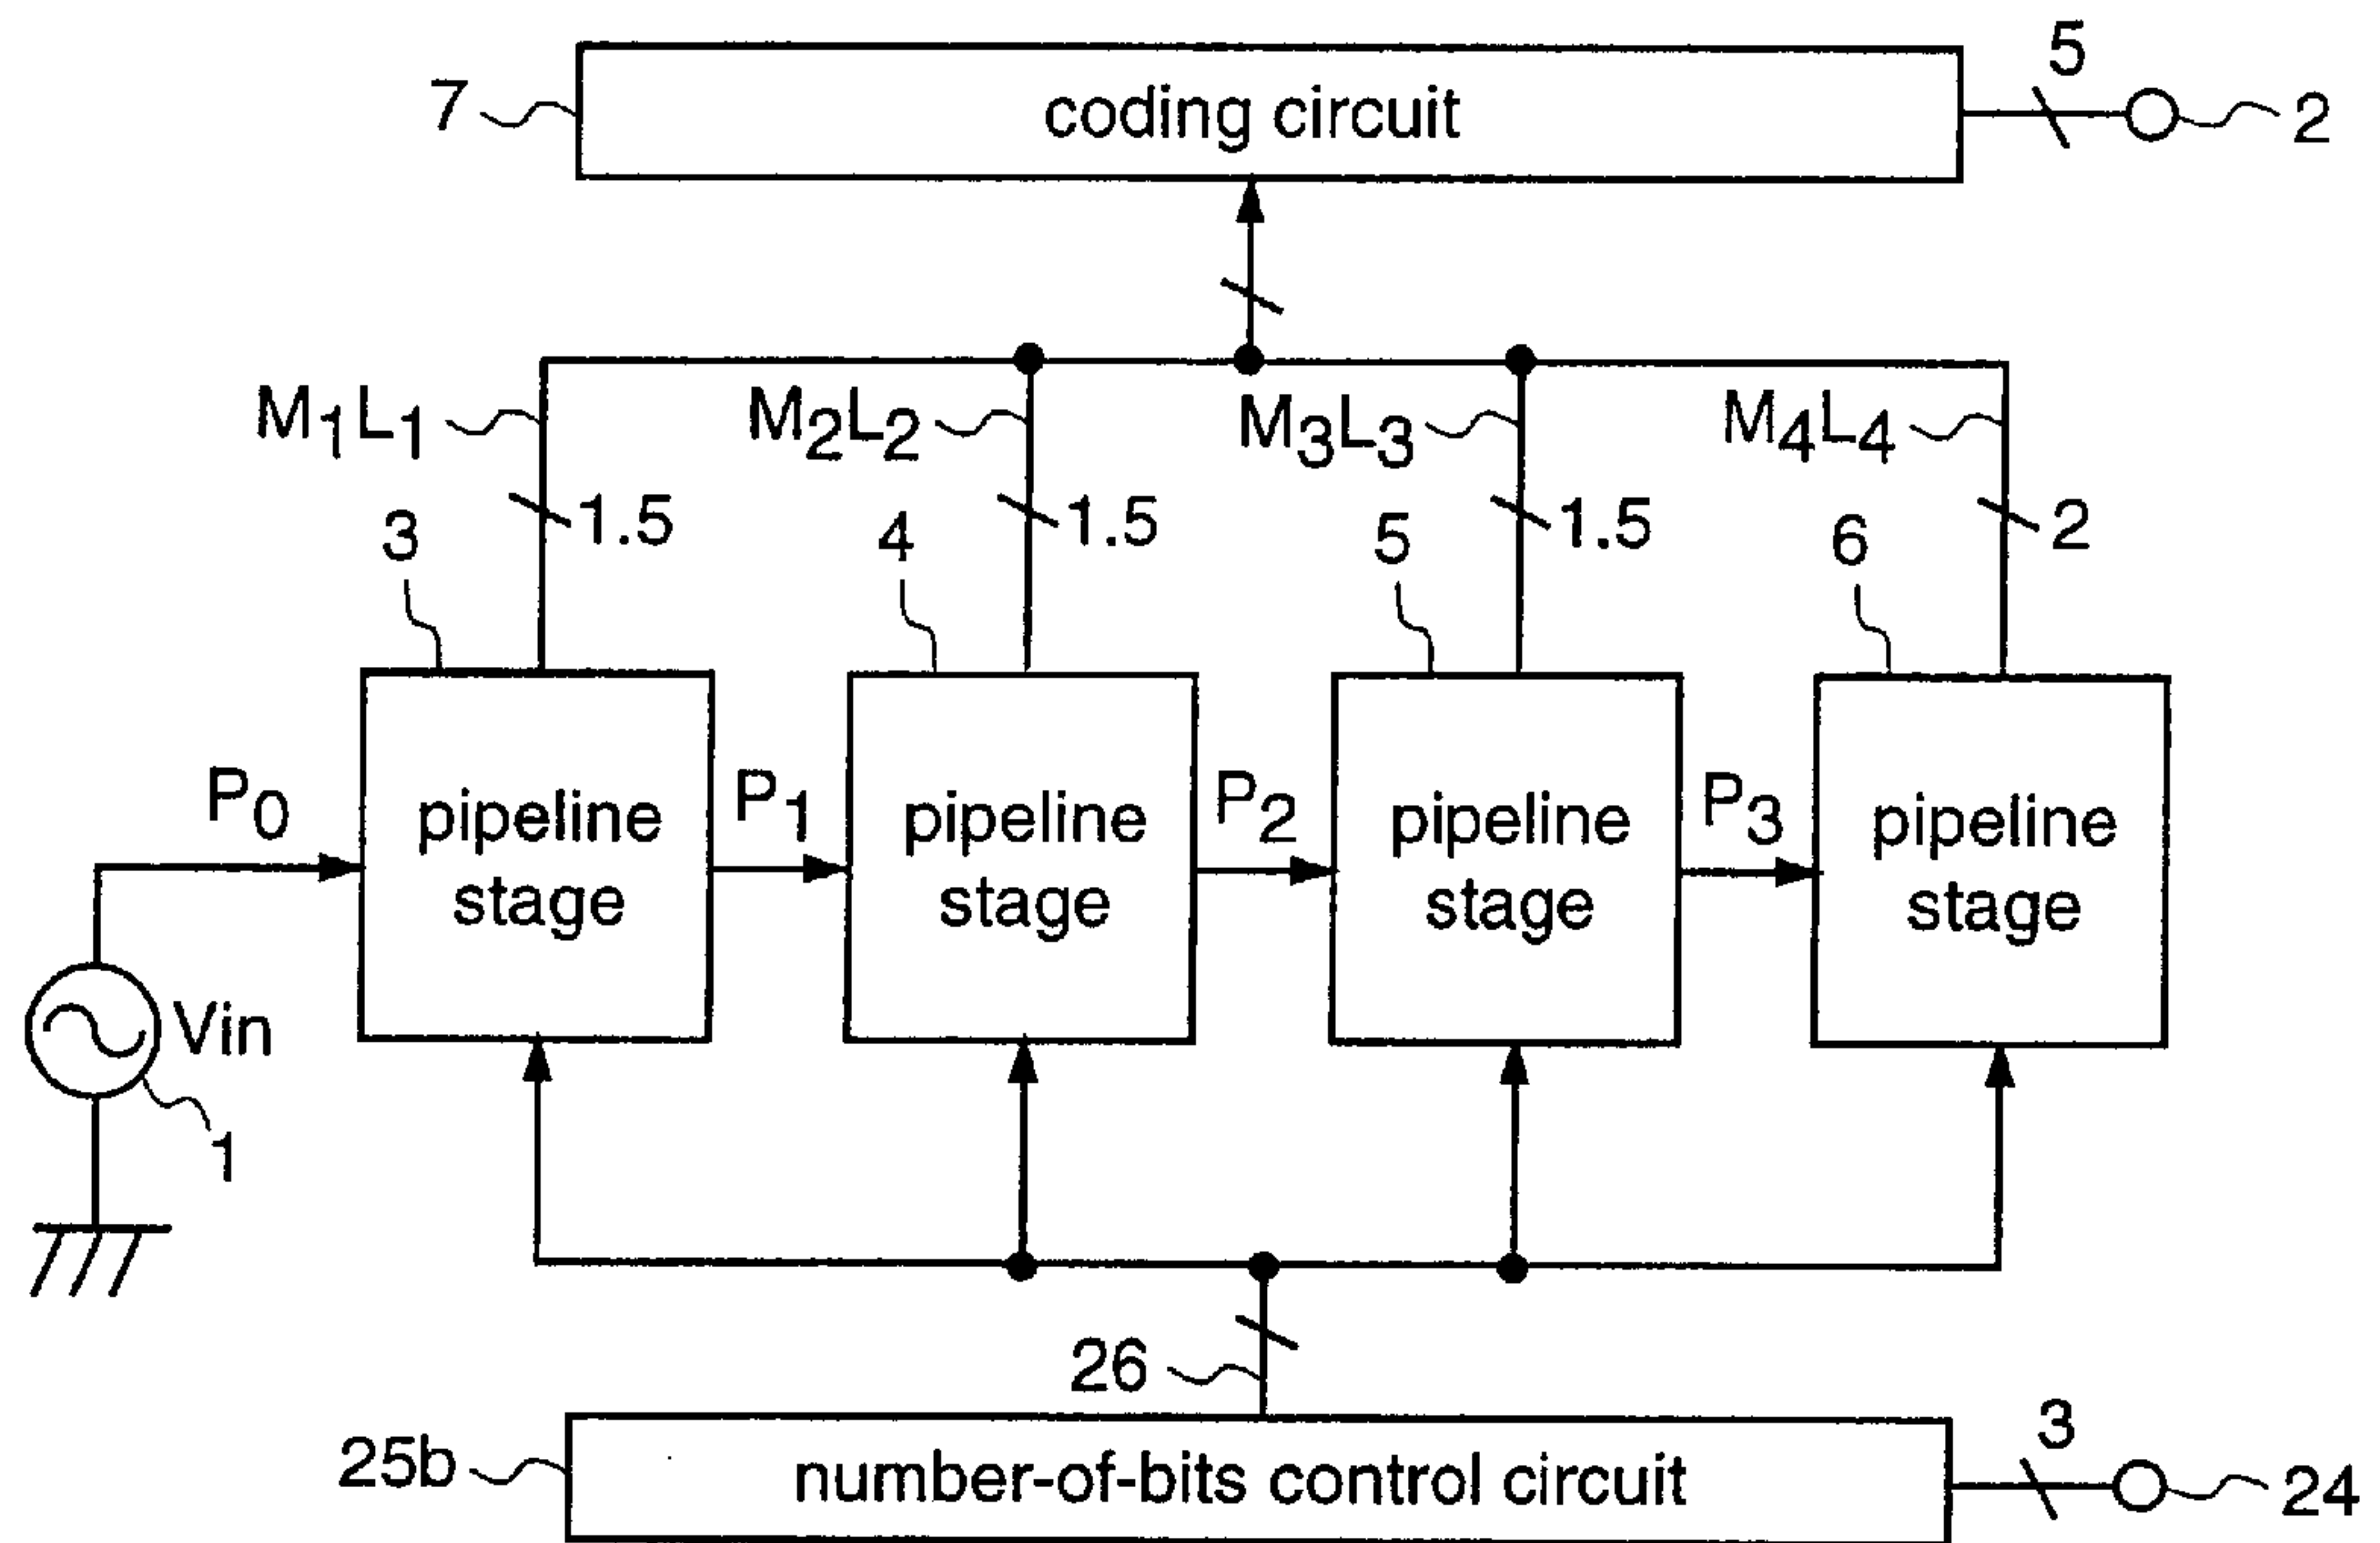 5
7
coding circuit
2
M1L1
M2L2
M3L3
M4L4
3
1.5
4
1.5
5
1.5
6
2
P0
pipeline
stage
P1
pipeline
stage
P2
pipeline
stage
P3
pipeline
stage
Vin
1
26
25b
number-of-bits control circuit
3
24